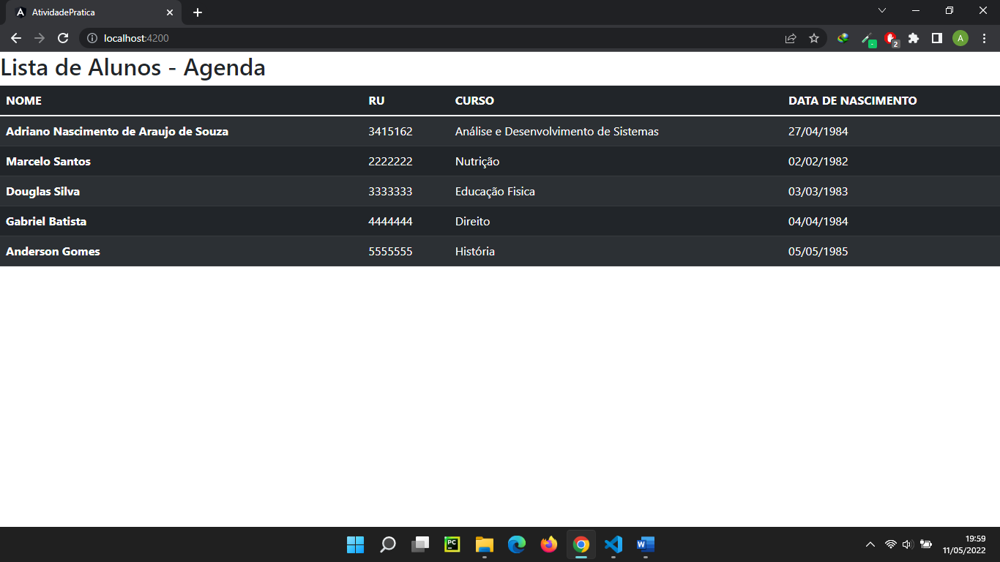 AtividadePratica
localhost:4200
2
A
Lista de Alunos - Agenda
NOME RU CURSO DATA DE NASCIMENTO
Adriano Nascimento de Araujo de Souza 3415162 Análise e Desenvolvimento de Sistemas 27/04/1984
Marcelo Santos 2222222 Nutrição 02/02/1982
Douglas Silva 3333333 Educação Fisica 03/03/1983
Gabriel Batista 4444444 Direito 04/04/1984
Anderson Gomes 5555555 História 05/05/1985
PC
W
19:59
11/05/2022